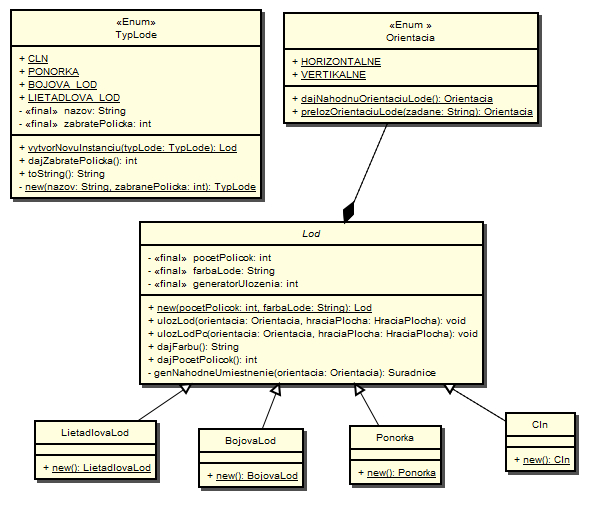 «Enum»
TypLode
+ CLN
+ PONORKA
+ BOJOVA_LOD
+ LIETADLOVA_LOD
- «final» nazov: String
- «final» zabratePolicka: int
+ vytvorNovuInstanciu(typLode: TypLode): Lod
+ dajZabratePolicka(): int
+ toString(): String
- new(nazov: String, zabranePolicka: int): TypLode
«Enum »
Orientacia
+ HORIZONTALNE
+ VERTIKALNE
+ dajNahodnuOrientaciuLode(): Orientacia
+ prelozOrientaciuLode(zadane: String): Orientacia
Lod
- «final» pocetPolicok: int
- «final» farbaLode: String
- «final» generatorUlozenia: int
+ new(pocetPolicok: int, farbaLode: String): Lod
+ ulozLod(orientacia: Orientacia, hraciaPlocha: HraciaPlocha): void
+ ulozLodPc(orientacia: Orientacia, hraciaPlocha: HraciaPlocha): void
+ dajFarbu(): String
+ dajPocetPolicok(): int
- genNahodneUmiestnenie(orientacia: Orientacia): Suradnice
LietadlovaLod
+ new(): LietadlovaLod
BojovaLod
+ new(): BojovaLod
Ponorka
+ new(): Ponorka
Cln
+ new(): Cln